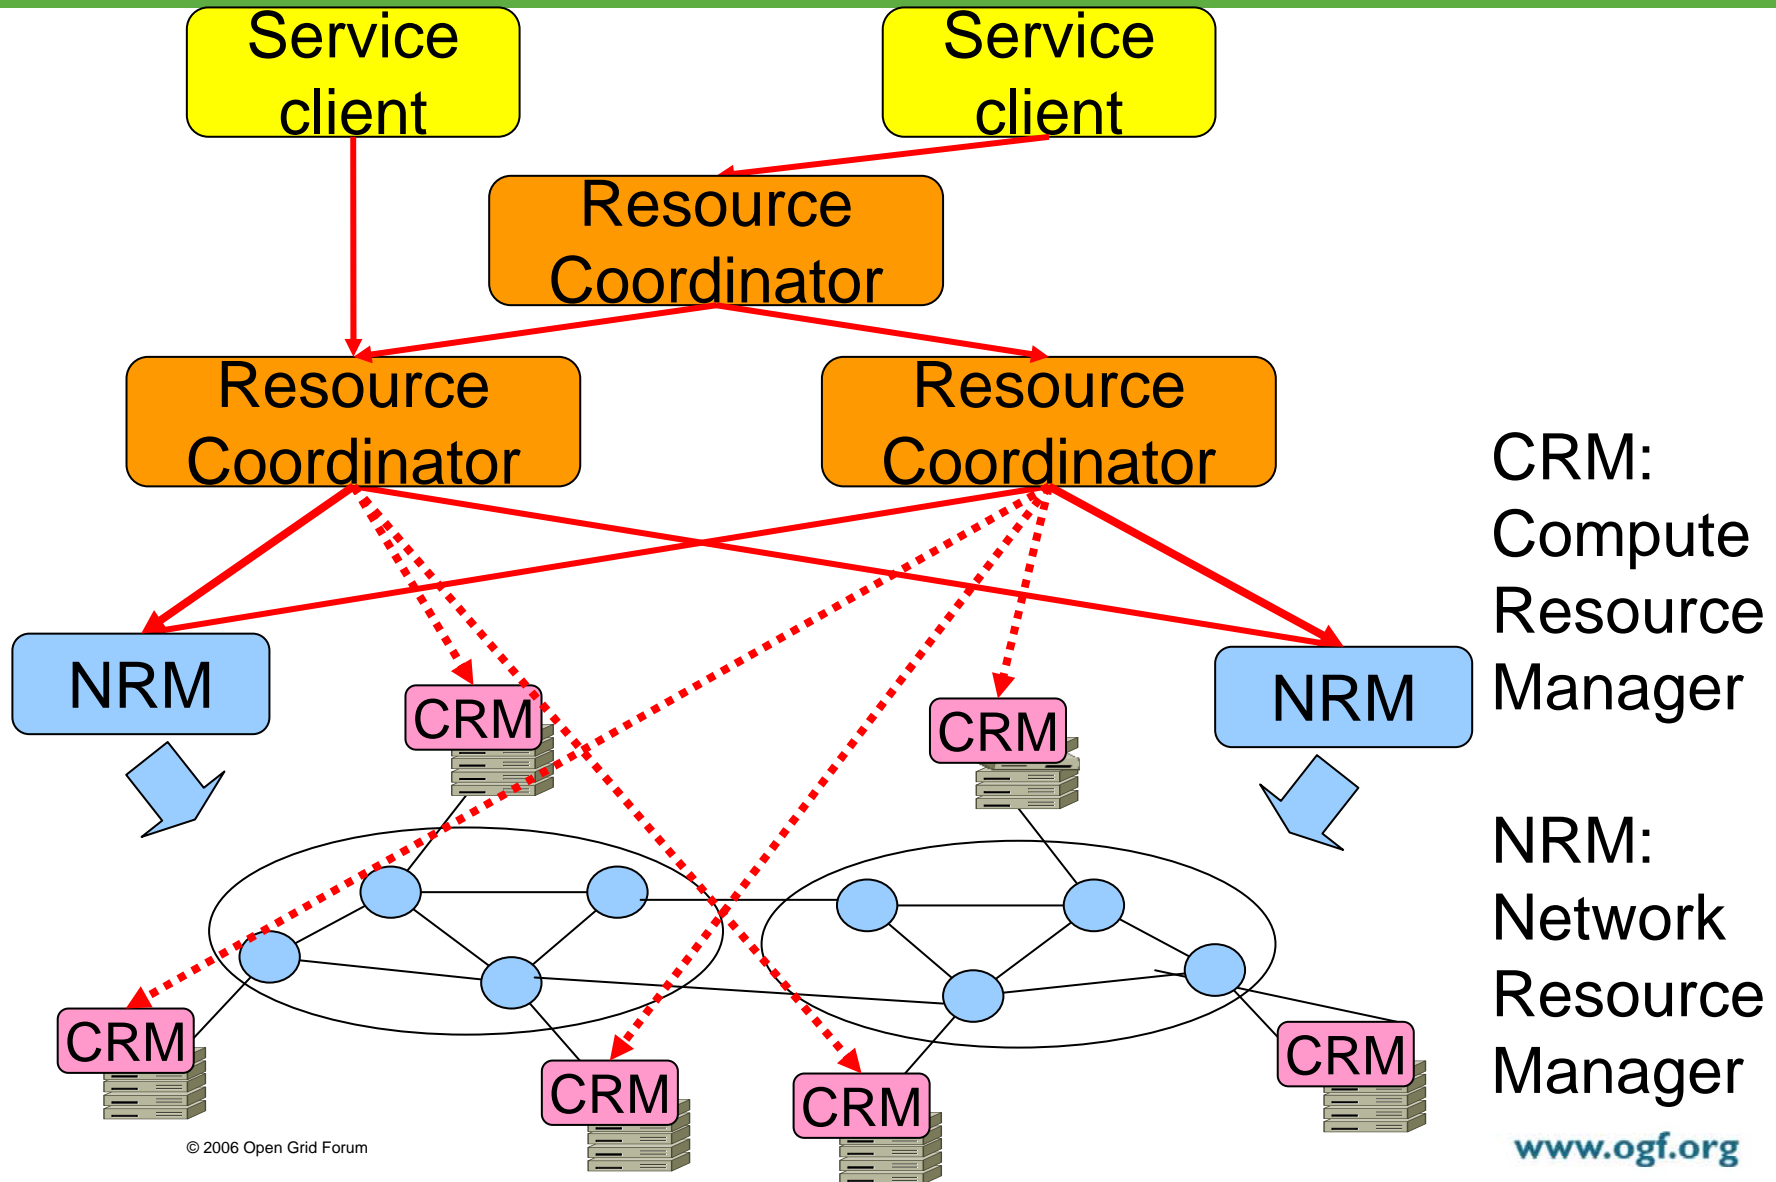 Service
client
Service
client
Resource
Coordinator
Resource
Coordinator
Resource
Coordinator
NRM
CRM
CRM
NRM
CRM
CRM
CRM
CRM
CRM:
Compute
Resource
Manager
NRM:
Network
Resource
Manager
© 2006 Open Grid Forum
www.ogf.org